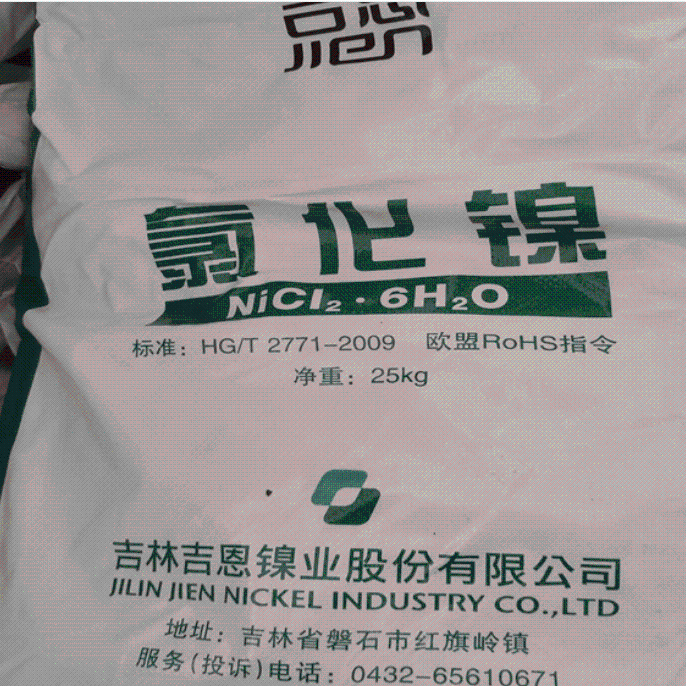 吉恩
jien
氯化镍
NiCl₂·6H₂O
标准：HG/T 2771-2009 欧盟RoHS指令
净重：25kg
吉林吉恩镍业股份有限公司
JILIN JIEN NICKEL INDUSTRY CO.,LTD
地址：吉林省磐石市红旗岭镇
服务(投诉)电话：0432-65610671